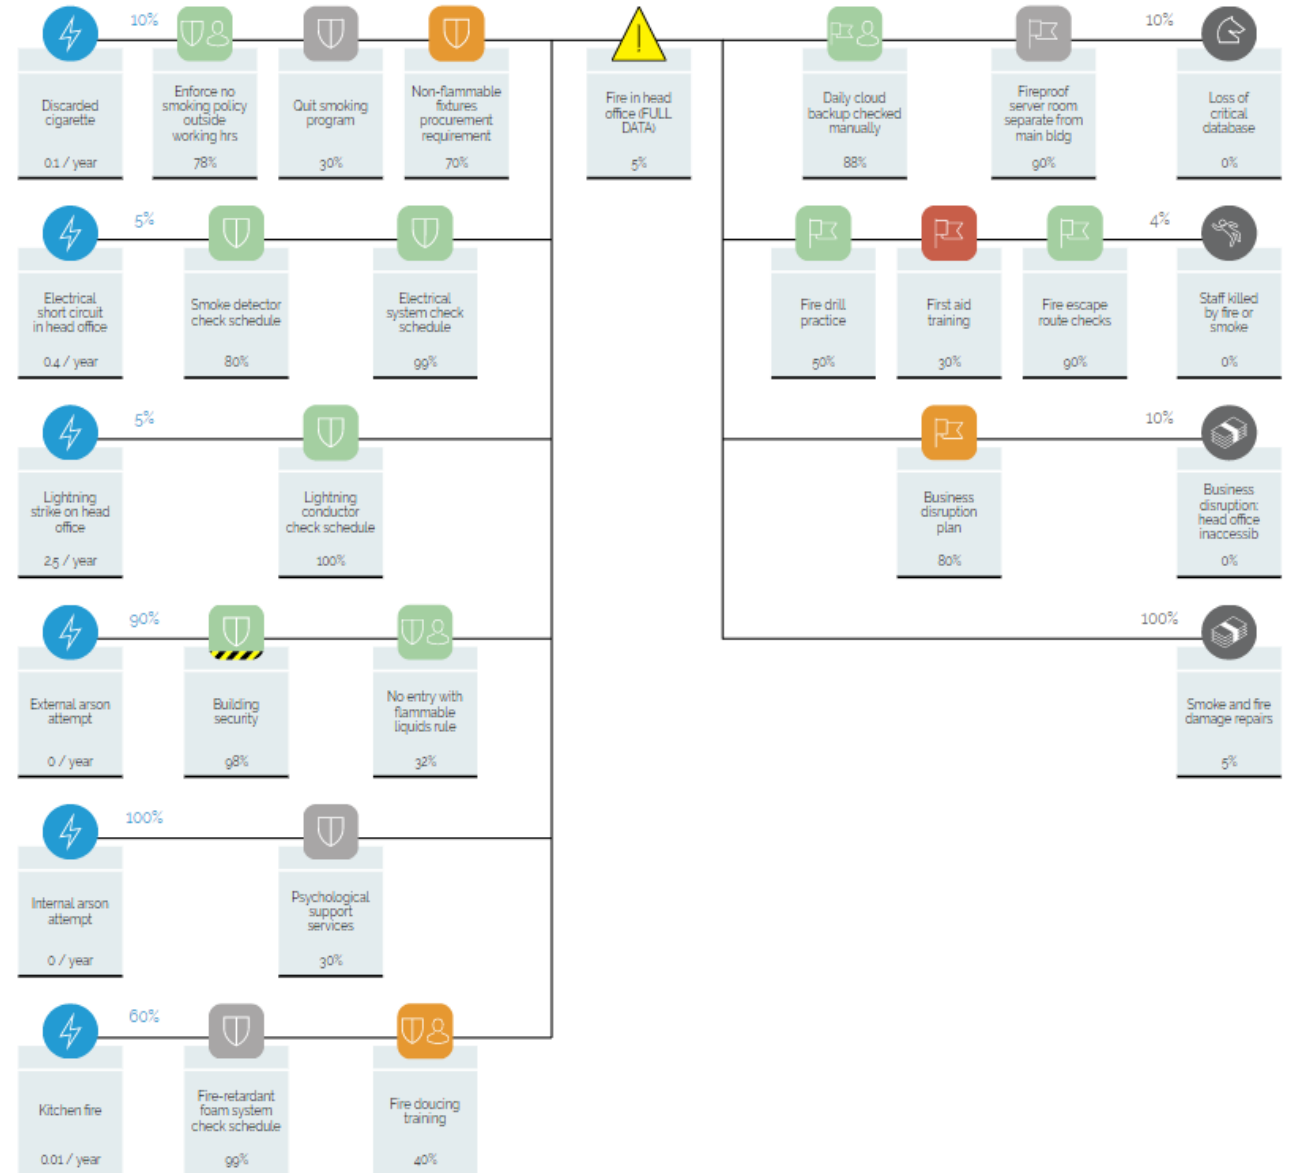 10%
10%
Discarded
cigarette
0.1 / year
Enforce no
smoking policy
outside
working hrs
78%
Quit smoking
program
30%
Non-flammable
fixtures
procurement
requirement
70%
Fire in head
office (FULL
DATA)
5%
Daily cloud
backup checked
manually
88%
Fireproof
server room
separate from
main bldg
90%
Loss of
critical
database
0%
5%
4%
Electrical
short circuit
in head office
0.4 / year
Smoke detector
check schedule
80%
Electrical
system check
schedule
99%
Fire drill
practice
50%
First aid
training
30%
Fire escape
route checks
90%
Staff killed
by fire or
smoke
0%
5%
10%
Lightning
strike on head
office
2.5 / year
Lightning
conductor
check schedule
100%
Business
disruption
plan
80%
Business
disruption:
head office
inaccessib
0%
90%
100%
External arson
attempt
0 / year
Building
security
98%
No entry with
flammable
liquids rule
32%
Smoke and fire
damage repairs
5%
100%
Internal arson
attempt
0 / year
Psychological
support
services
30%
60%
Kitchen fire
0.01 / year
Fire-retardant
foam system
check schedule
99%
Fire doucing
training
40%